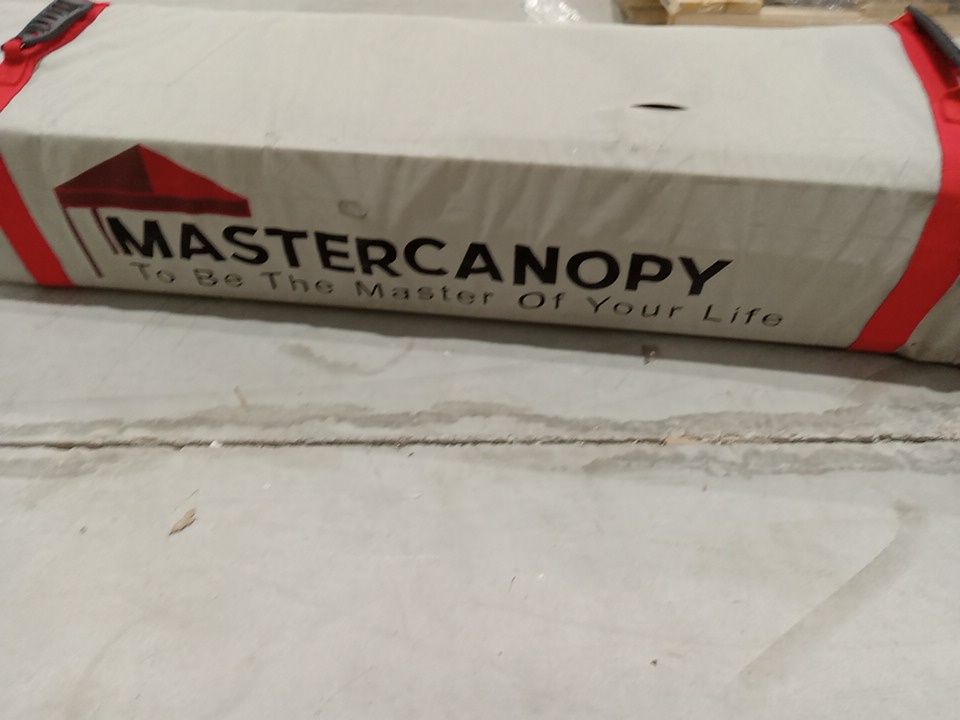 MASTERCANOPY
To Be The Master Of Your Life